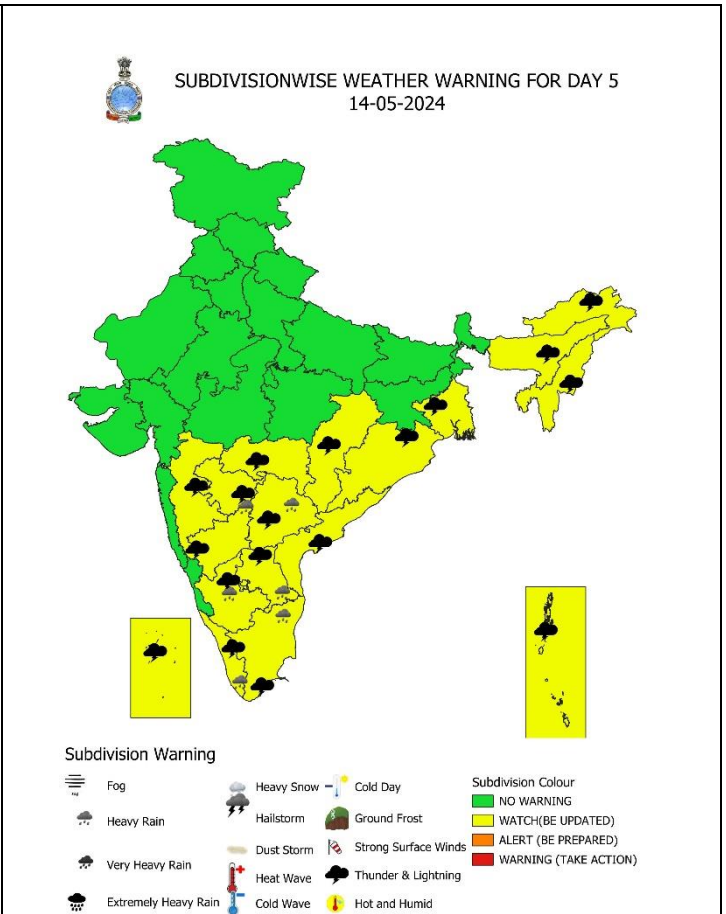 SUBDIVISIONWISE WEATHER WARNING FOR DAY 5
14-05-2024
Subdivision Warning
Fog
Heavy Rain
Very Heavy Rain
Extremely Heavy Rain
Heavy Snow
Hailstorm
Dust Storm
Heat Wave
Cold Wave
Cold Day
Ground Frost
Strong Surface Winds
Thunder & Lightning
Hot and Humid
Subdivision Colour
NO WARNING
WATCH(BE UPDATED)
ALERT (BE PREPARED)
WARNING (TAKE ACTION)